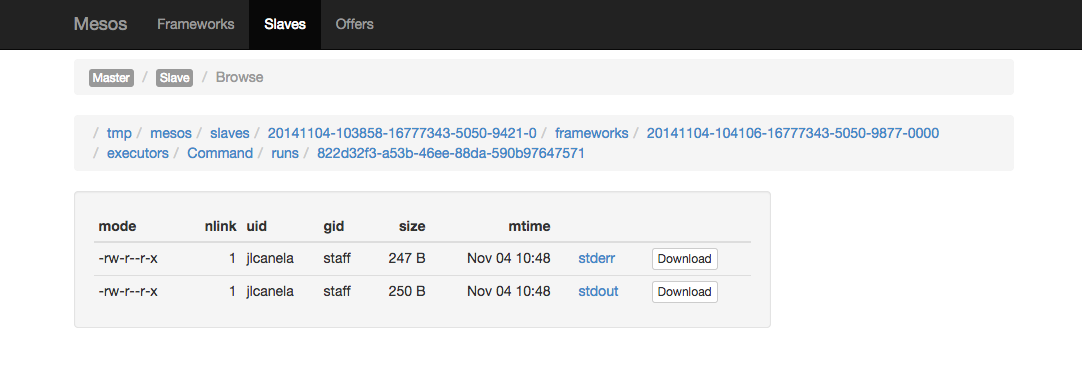 Mesos Frameworks Slaves Offers
Master / Slave / Browse
/ tmp / mesos / slaves / 20141104-103858-16777343-5050-9421-0 / frameworks / 20141104-104106-16777343-5050-9877-0000
/ executors / Command / runs / 822d32f3-a53b-46ee-88da-590b97647571
mode nlink uid gid size mtime
-rw-r--r-x 1 jlcanela staff 247 B Nov 04 10:48 stderr Download
-rw-r--r-x 1 jlcanela staff 250 B Nov 04 10:48 stdout Download